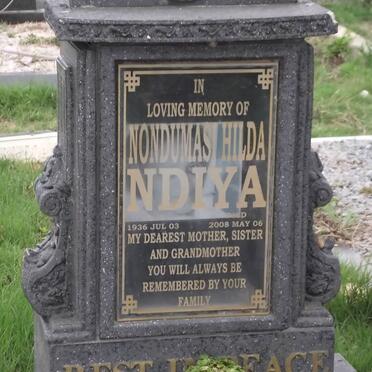 IN
LOVING MEMORY OF
NONDUMASI HILDA
NDIYA
1936 JUL 03 2008 MAY 06
MY DEAREST MOTHER, SISTER
AND GRANDMOTHER
YOU WILL ALWAYS BE
REMEMBERED BY YOUR
FAMILY
REST IN PEACE